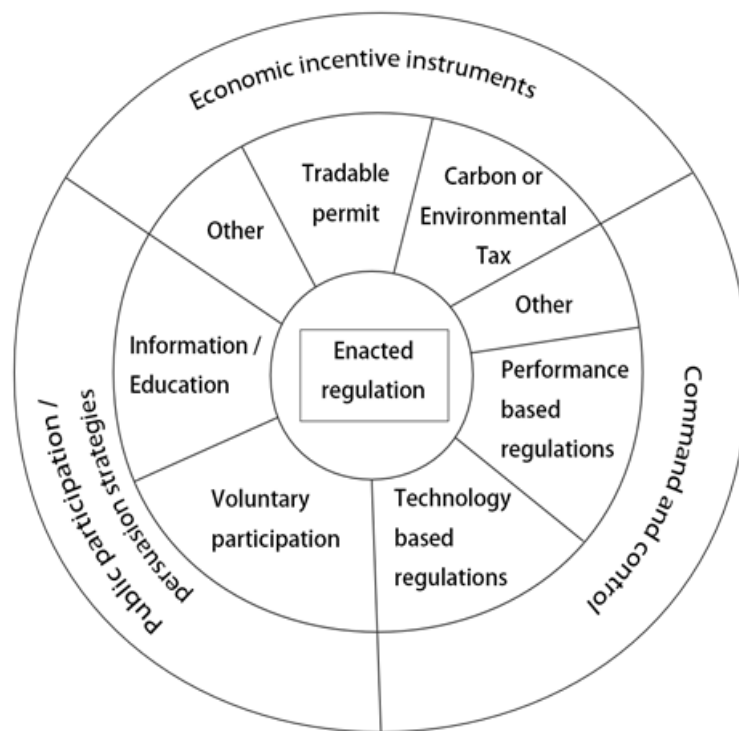 Economic incentive instruments
Tradable
permit
Carbon or
Environmental
Tax
Other
Other
Information /
Education
Enacted
regulation
Performance
based
regulations
Voluntary
participation
Technology
based
regulations
Public participation/
persuasion strategies
Command and control